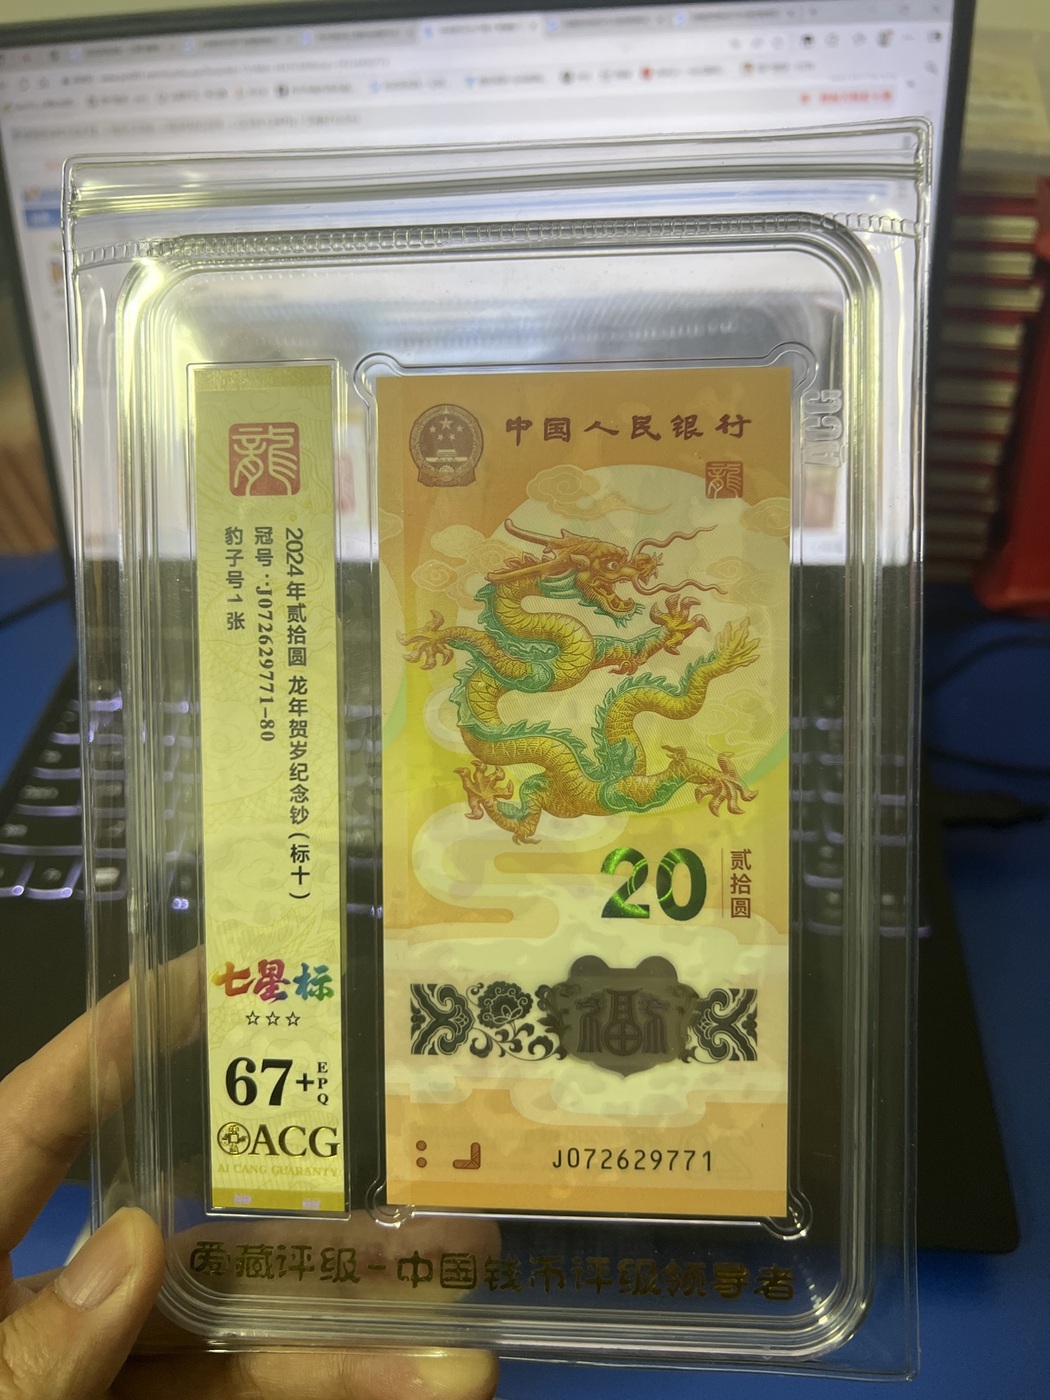 龍
2024年贰拾圆 龙年贺岁纪念钞(标十)
冠号:J072629771-80
豹子号1张
七星标
☆☆☆
67+EPQ
ACG
AI CANG GUARANTY
中国人民银行
龍
20
贰拾圆
福
J072629771
ACG
爱藏评级-中国钱币评级领导者